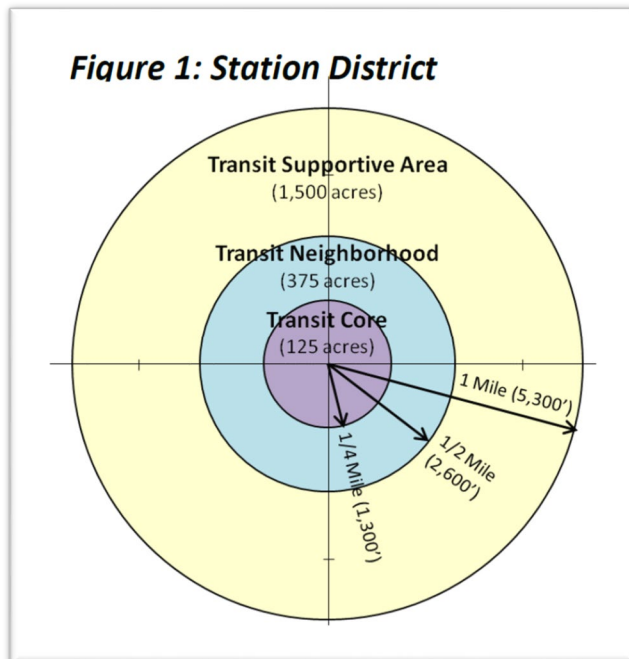 Figure 1: Station District
Transit Supportive Area
(1,500 acres)
Transit Neighborhood
(375 acres)
Transit Core
(125 acres)
1 Mile (5,300’)
1/2 Mile
(2,600’)
1/4 Mile (1,300’)